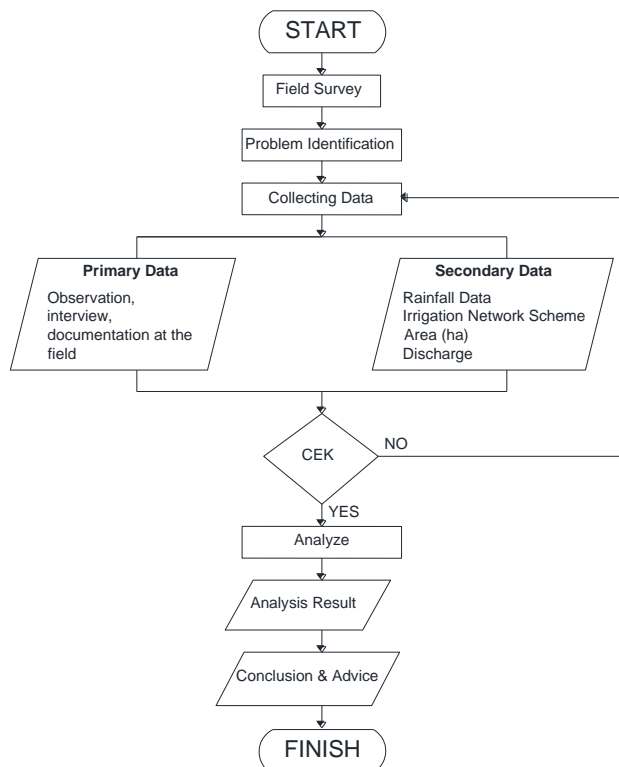 START
Field Survey
Problem Identification
Collecting Data
Primary Data
Observation,
interview,
documentation at the
field
Secondary Data
Rainfall Data
Irrigation Network Scheme
Area (ha)
Discharge
CEK
NO
YES
Analyze
Analysis Result
Conclusion & Advice
FINISH